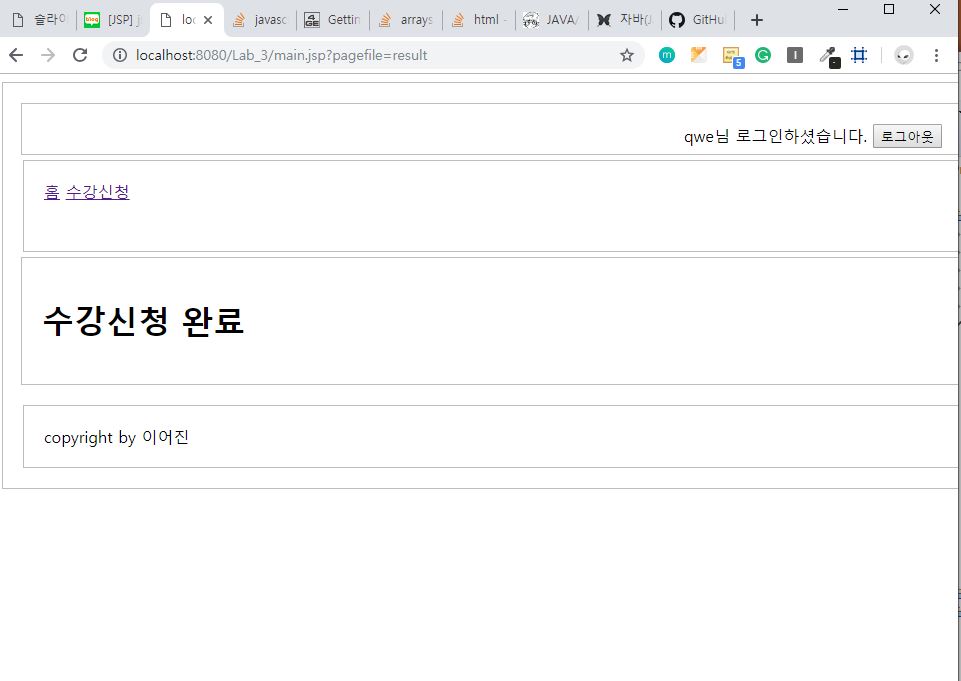 슬라이
[JSP] j
loc
javasc
Gettin
arrays
html -
JAVA/
자바(J
GitHu
localhost:8080/Lab_3/main.jsp?pagefile=result
qwe님 로그인하셨습니다. 로그아웃
홈 수강신청
수강신청 완료
copyright by 이어진